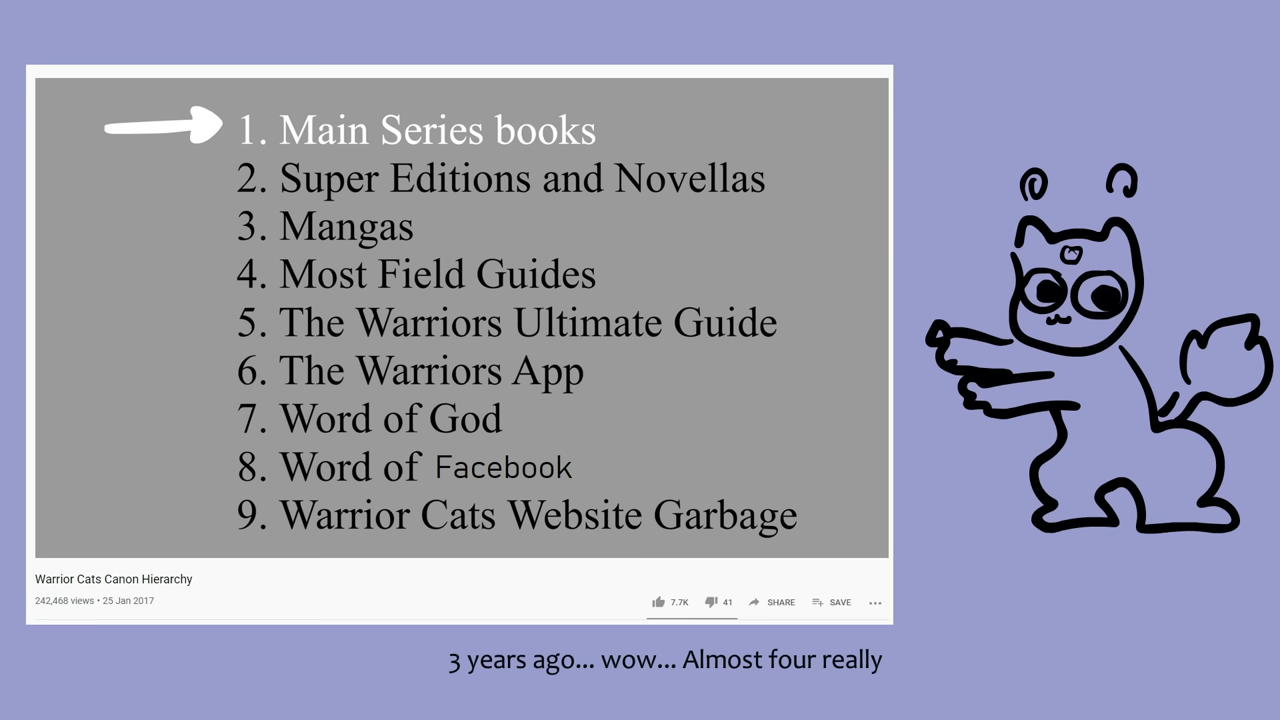 1. Main Series books
2. Super Editions and Novellas
3. Mangas
4. Most Field Guides
5. The Warriors Ultimate Guide
6. The Warriors App
7. Word of God
8. Word of Facebook
9. Warrior Cats Website Garbage
Warrior Cats Canon Hierarchy
242,468 views • 25 Jan 2017
7.7K 41 SHARE SAVE
3 years ago... wow... Almost four really